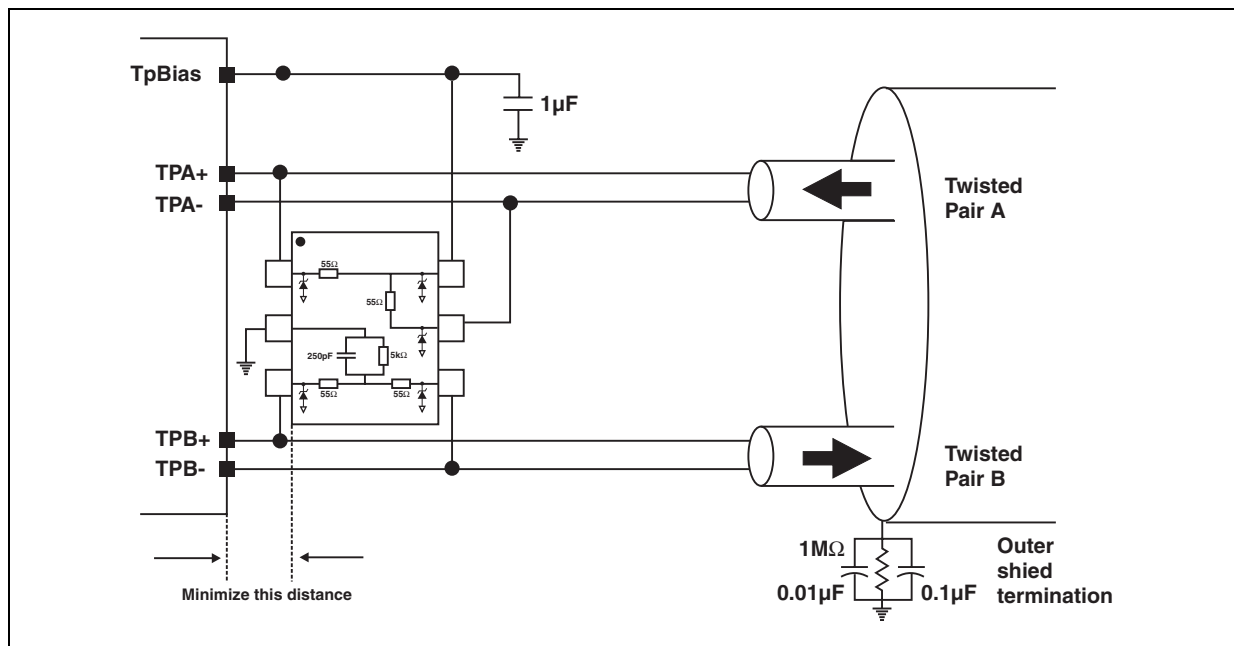 TpBias
1µF
TPA+
TPA-
Twisted
Pair A
55Ω
55Ω
250pF
5kΩ
55Ω
55Ω
TPB+
TPB-
Twisted
Pair B
Minimize this distance
1MΩ
0.01µF
0.1µF
Outer
shied
termination